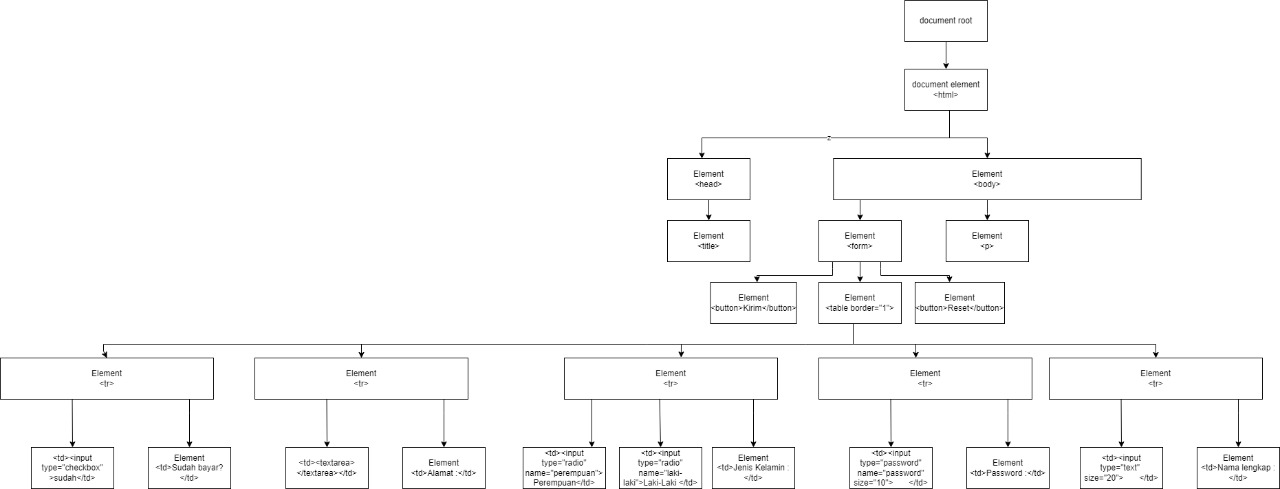 document root
document element
<html>
z
Element
<head>
Element
<body>
Element
<title>
Element
<form>
Element
<p>
Element
<button>Kirim</button>
Element
<table border="1">
Element
<button>Reset</button>
Element
<tr>
Element
<tr>
Element
<tr>
Element
<tr>
Element
<tr>
<td><input
type="checkbox"
>sudah</td>
Element
<td>Sudah bayar?
</td>
<td><textarea>
</textarea></td>
Element
<td>Alamat :</td>
<td><input
type="radio"
name="perempuan">
Perempuan</td>
<td><input
type="radio"
name="laki-
laki">Laki-Laki </td>
Element
<td>Jenis Kelamin :
</td>
<td><input
type="password"
name="password"
size="10"> </td>
Element
<td>Password :</td>
<td><input
type="text"
size="20"> </td>
Element
<td>Nama lengkap :
</td>